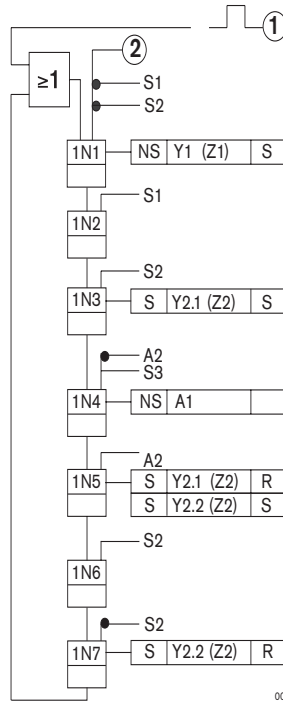 1
2
≥1
S1
S2
1N1 NS Y1 (Z1) S
S1
1N2
S2
1N3 S Y2.1 (Z2) S
A2
S3
1N4 NS A1
A2
1N5 S Y2.1 (Z2) R
S Y2.2 (Z2) S
S2
1N6
S2
1N7 S Y2.2 (Z2) R